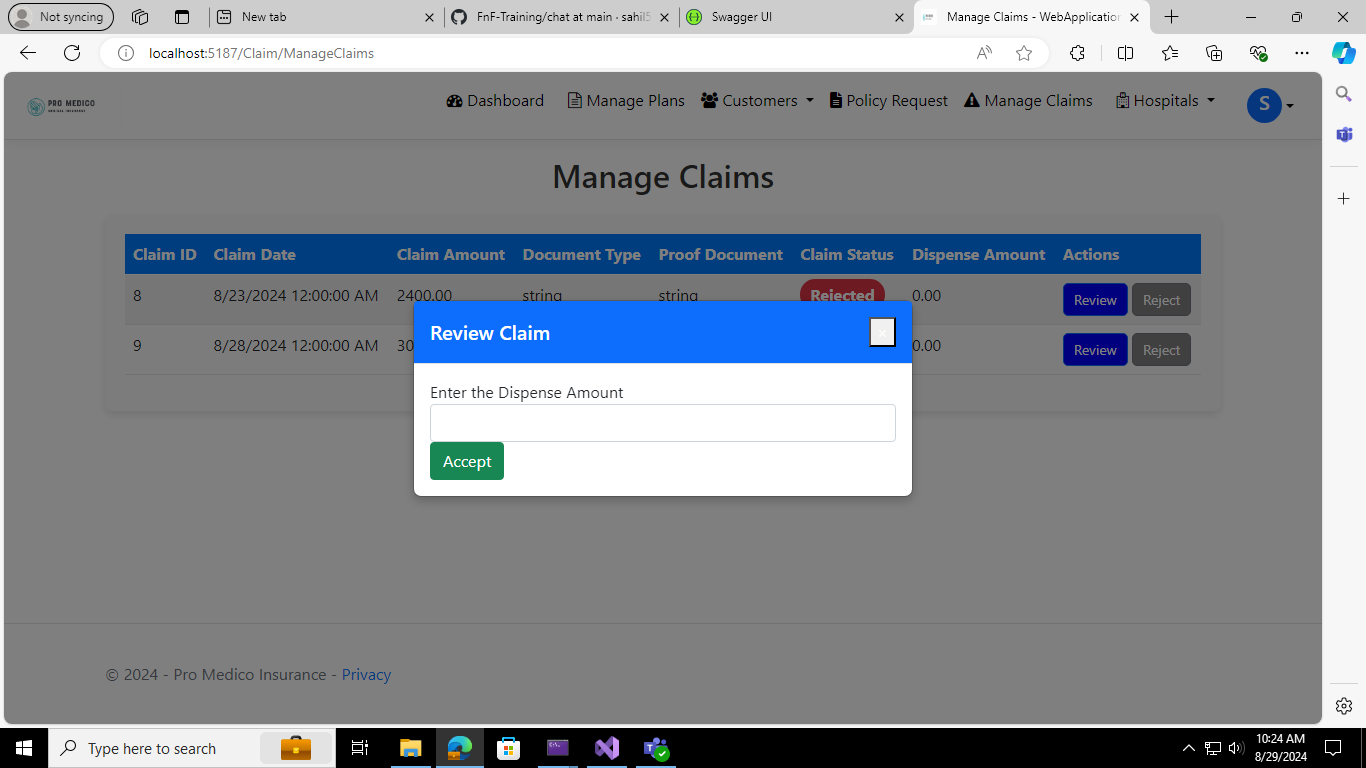 Not syncing
New tab
FnF-Training/chat at main · sahil5
Swagger UI
Manage Claims - WebApplication
localhost:5187/Claim/ManageClaims
PRO MEDICO
Dashboard
Manage Plans
Customers
Policy Request
Manage Claims
Hospitals
S
Manage Claims
Claim ID Claim Date Claim Amount Document Type Proof Document Claim Status Dispense Amount Actions
8 8/23/2024 12:00:00 AM 2400.00 string string Rejected 0.00 Review Reject
9 8/28/2024 12:00:00 AM 30 0.00 Review Reject
Review Claim ×
Enter the Dispense Amount
Accept
© 2024 - Pro Medico Insurance - Privacy
Type here to search
10:24 AM
8/29/2024